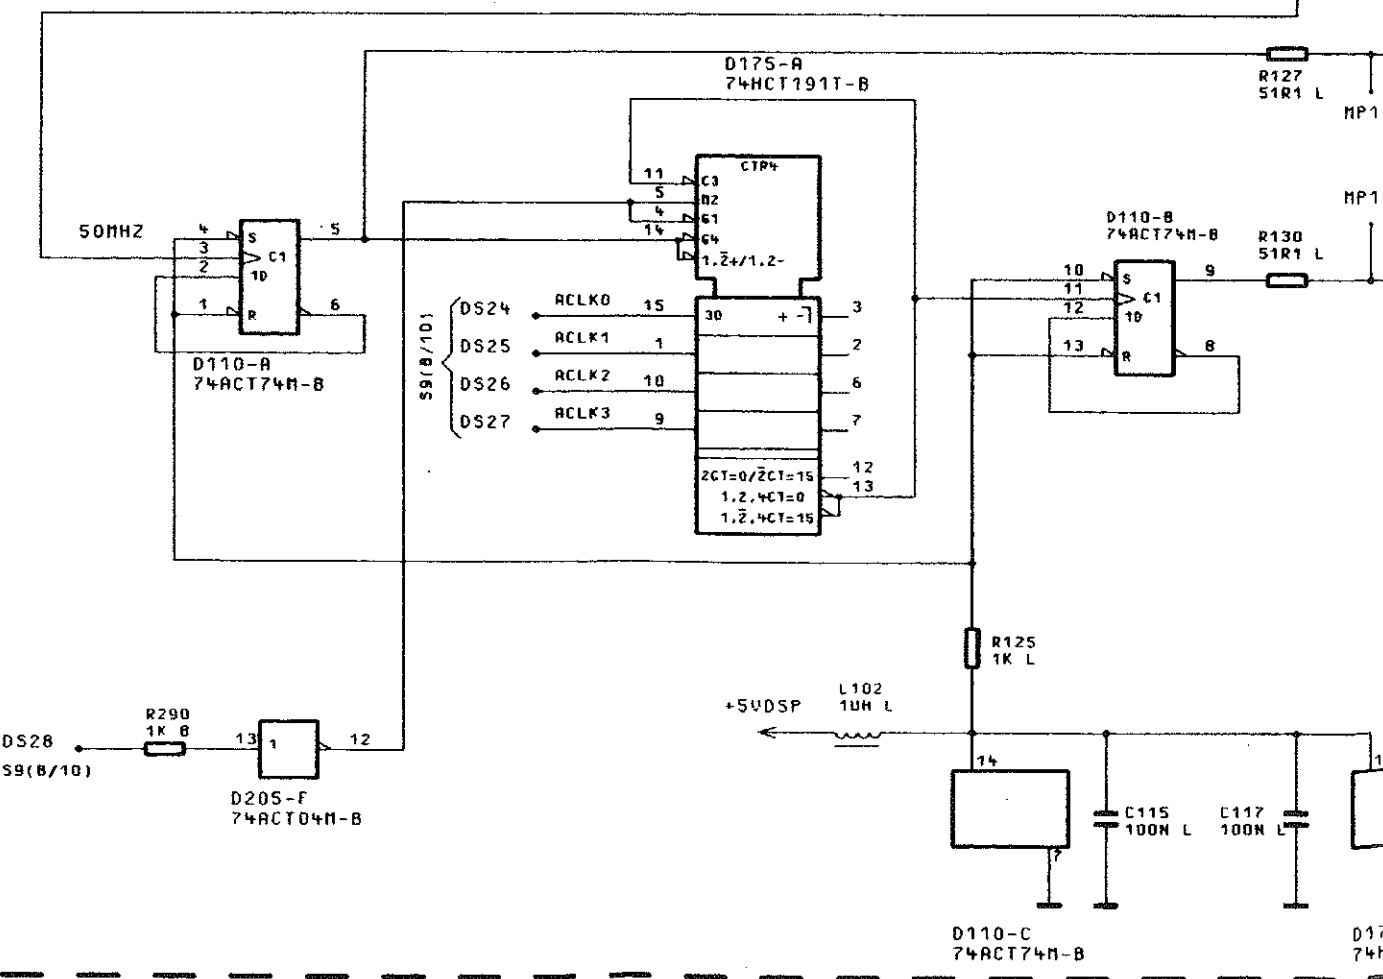 D175-A
74HCT191T-B
R127
51R1 L
MP1
CTR4
11
C3
5
M2
4
G1
14
G4
1,2̅+/1,2-
50MHZ
4
S
3
C1
2
1D
1
R
5
6
D110-A
74ACT74M-B
MP1
D110-B
74ACT74M-B
R130
51R1 L
10
S
11
C1
12
1D
13
R
9
8
S9(8/10)
DS24
ACLK0
15
3D
+ -
3
DS25
ACLK1
1
2
DS26
ACLK2
10
6
DS27
ACLK3
9
7
2CT=0/2̅CT=15
12
1,2,4CT=0
13
1,2̅,4CT=15
R125
1K L
+5VDSP
L102
1UH L
R290
1K B
DS28
S9(8/10)
13
1
12
D205-F
74ACT04M-B
14
7
C115
100N L
C117
100N L
1
D110-C
74ACT74M-B
D17
74H